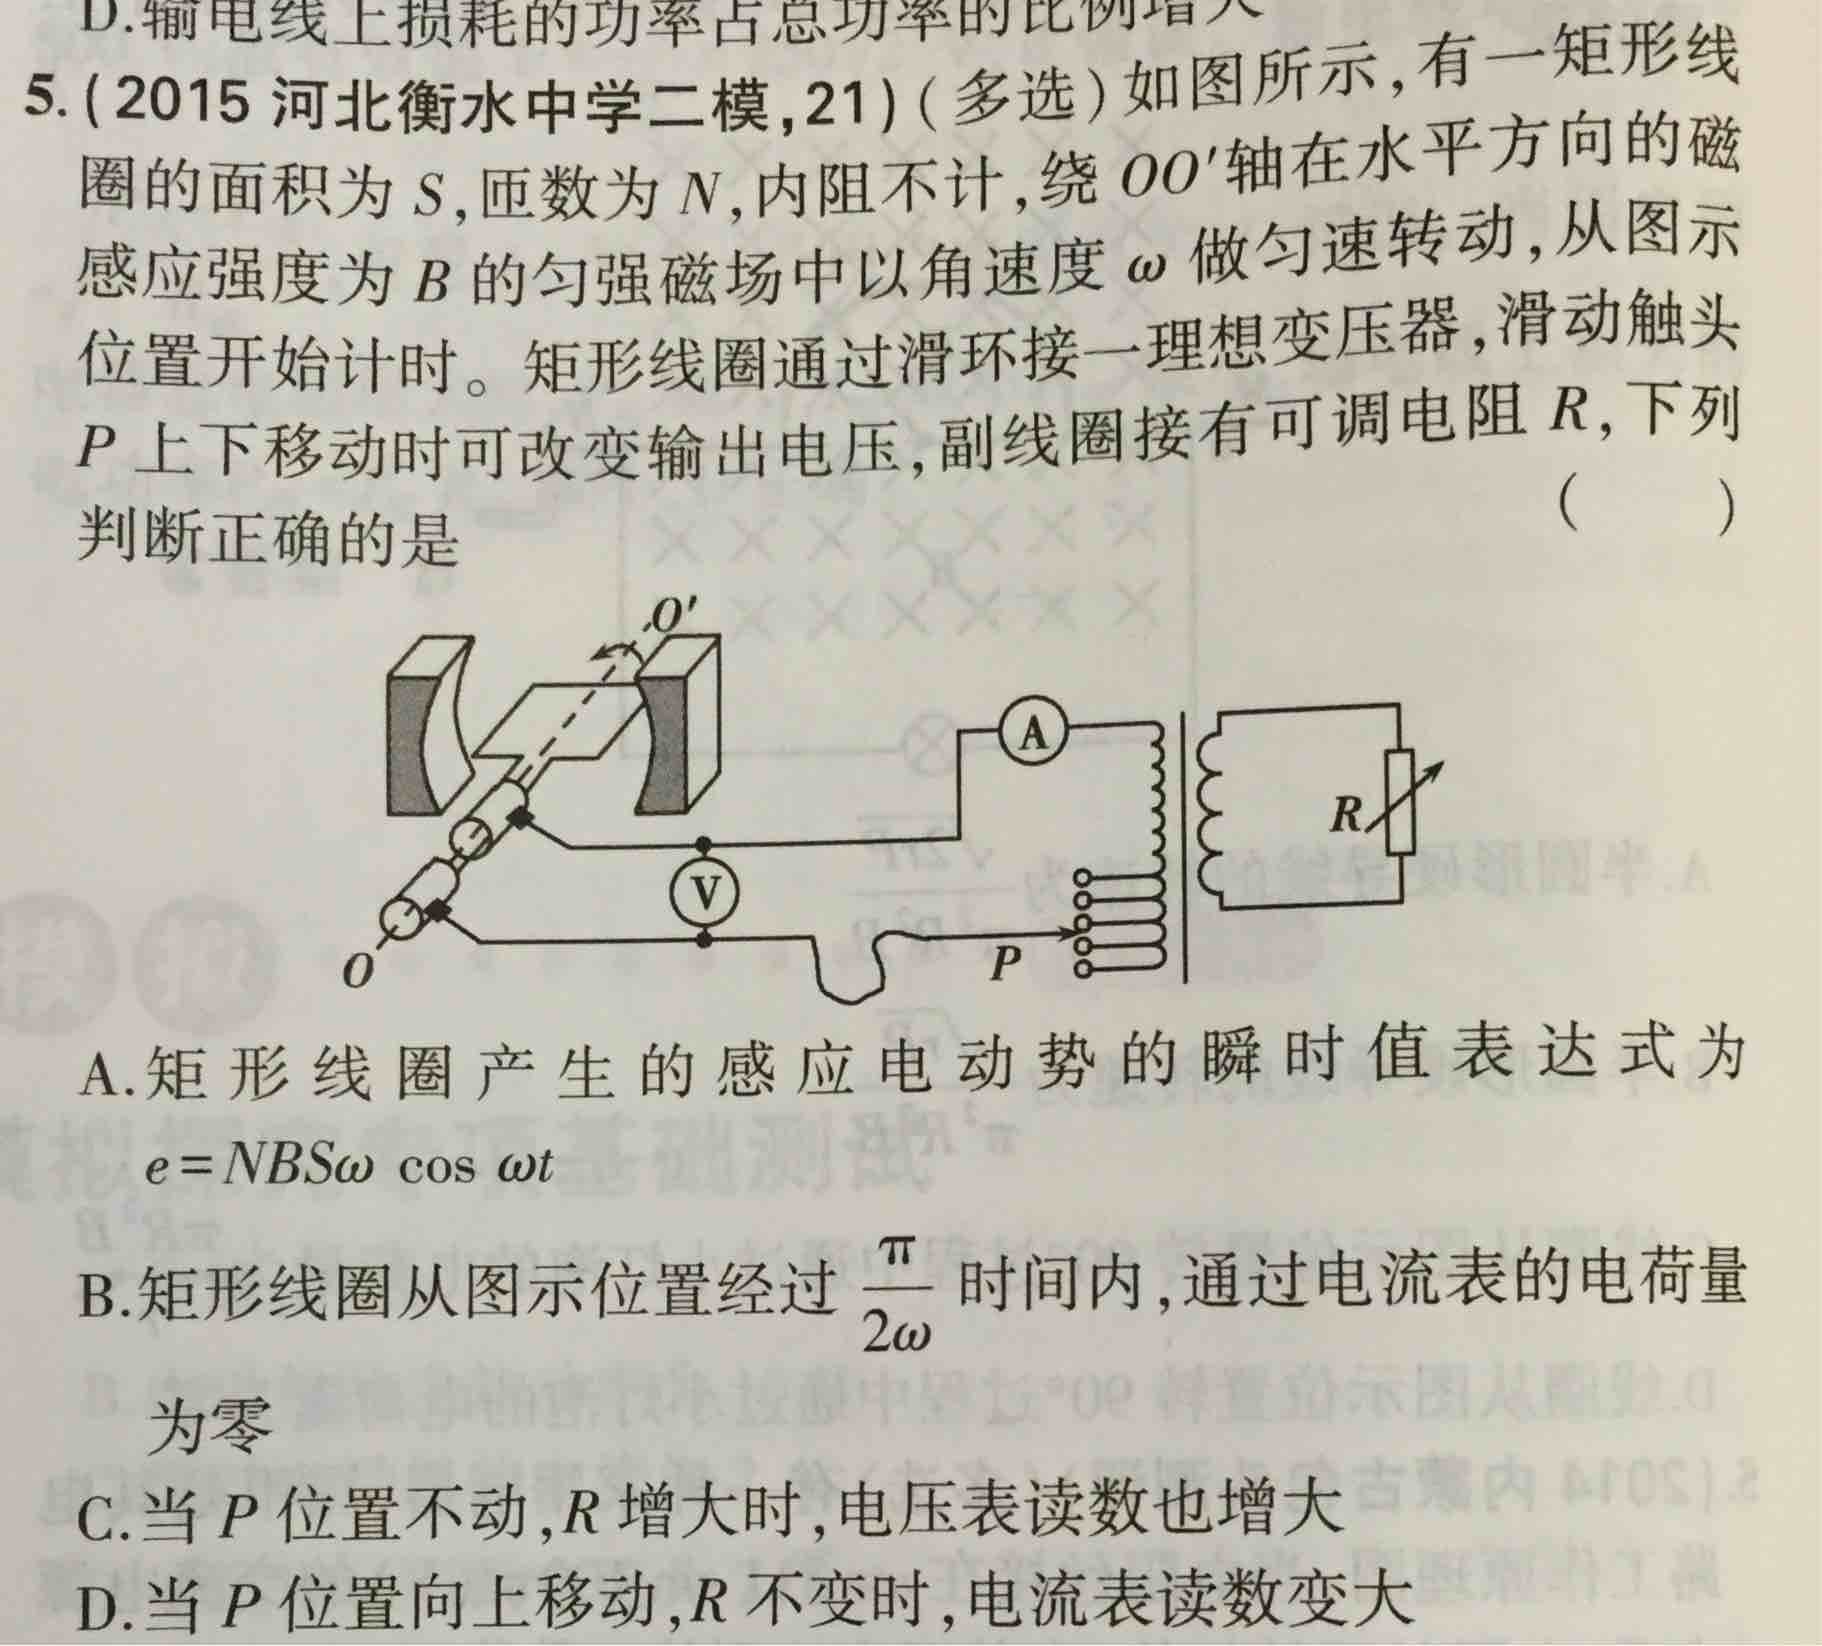 D.输电线上损耗的功率占总功率的比例增大
5.(2015 河北衡水中学二模,21)(多选)如图所示,有一矩形线
圈的面积为 S,匝数为 N,内阻不计,绕 OO′轴在水平方向的磁
感应强度为 B 的匀强磁场中以角速度 ω 做匀速转动,从图示
位置开始计时。矩形线圈通过滑环接一理想变压器,滑动触头
P 上下移动时可改变输出电压,副线圈接有可调电阻 R,下列
判断正确的是 ( )
O′
A
R
V
P
O
A.矩形线圈产生的感应电动势的瞬时值表达式为
e=NBSω cos ωt
B.矩形线圈从图示位置经过 π/2ω 时间内,通过电流表的电荷量
为零
C.当 P 位置不动,R 增大时,电压表读数也增大
D.当 P 位置向上移动,R 不变时,电流表读数变大